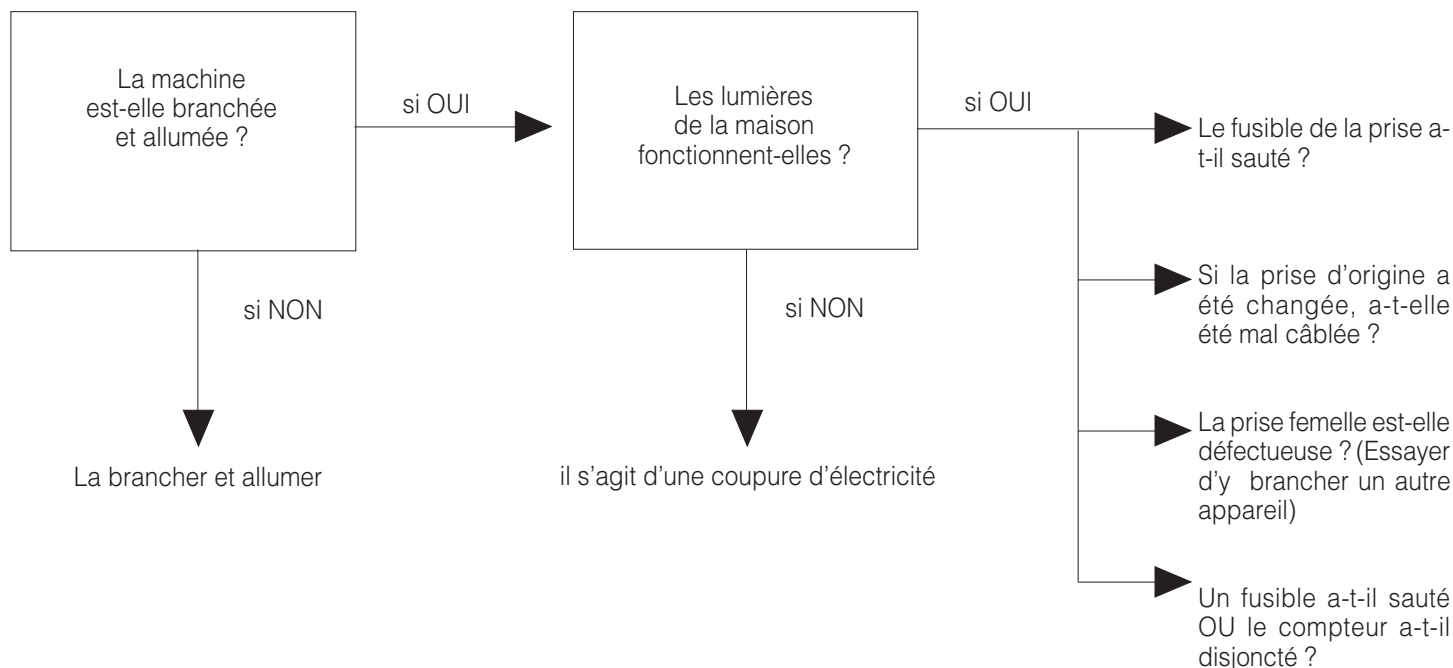 La machine
est-elle branchée
et allumée ?
si OUI
Les lumières
de la maison
fonctionnent-elles ?
si OUI
Le fusible de la prise a-
t-il sauté ?
Si la prise d'origine a
été changée, a-t-elle
été mal câblée ?
La prise femelle est-elle
défectueuse ? (Essayer
d'y brancher un autre
appareil)
Un fusible a-t-il sauté
OU le compteur a-t-il
disjoncté ?
si NON
La brancher et allumer
si NON
il s'agit d'une coupure d'électricité